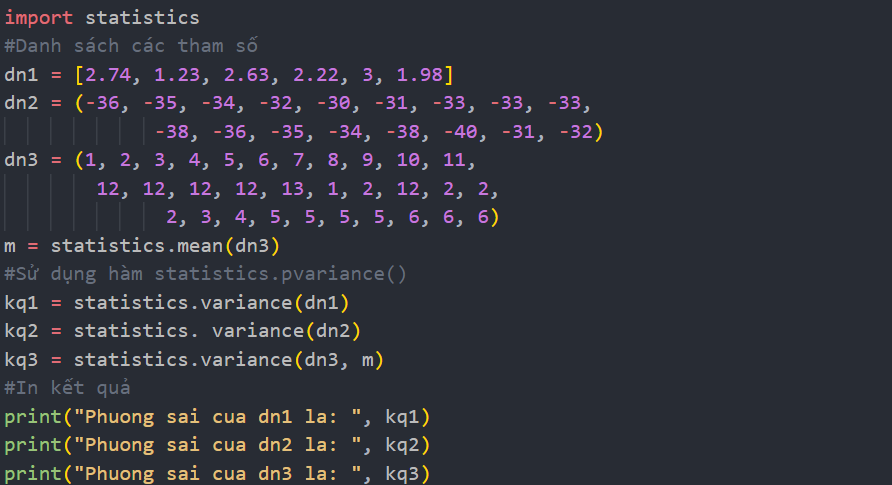 import statistics
#Danh sách các tham số
dn1 = [2.74, 1.23, 2.63, 2.22, 3, 1.98]
dn2 = (-36, -35, -34, -32, -30, -31, -33, -33, -33,
-38, -36, -35, -34, -38, -40, -31, -32)
dn3 = (1, 2, 3, 4, 5, 6, 7, 8, 9, 10, 11,
12, 12, 12, 12, 13, 1, 2, 12, 2, 2,
2, 3, 4, 5, 5, 5, 5, 6, 6, 6)
m = statistics.mean(dn3)
#Sử dụng hàm statistics.pvariance()
kq1 = statistics.variance(dn1)
kq2 = statistics. variance(dn2)
kq3 = statistics.variance(dn3, m)
#In kết quả
print("Phuong sai cua dn1 la: ", kq1)
print("Phuong sai cua dn2 la: ", kq2)
print("Phuong sai cua dn3 la: ", kq3)